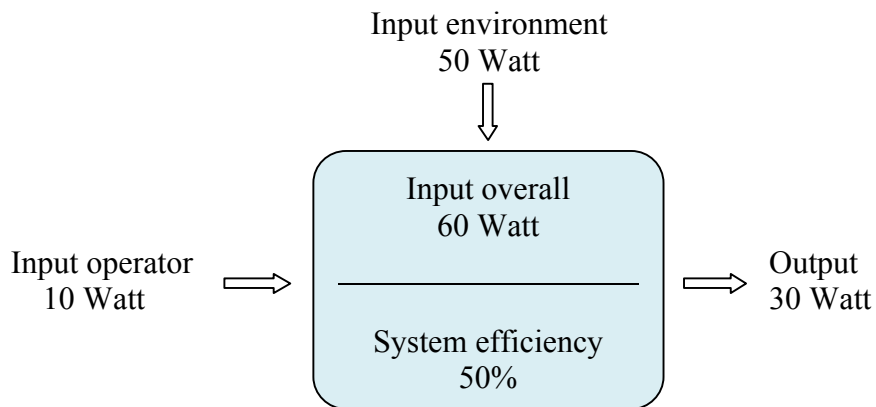 Input environment
50 Watt
Input overall
60 Watt
Input operator
10 Watt
Output
30 Watt
System efficiency
50%